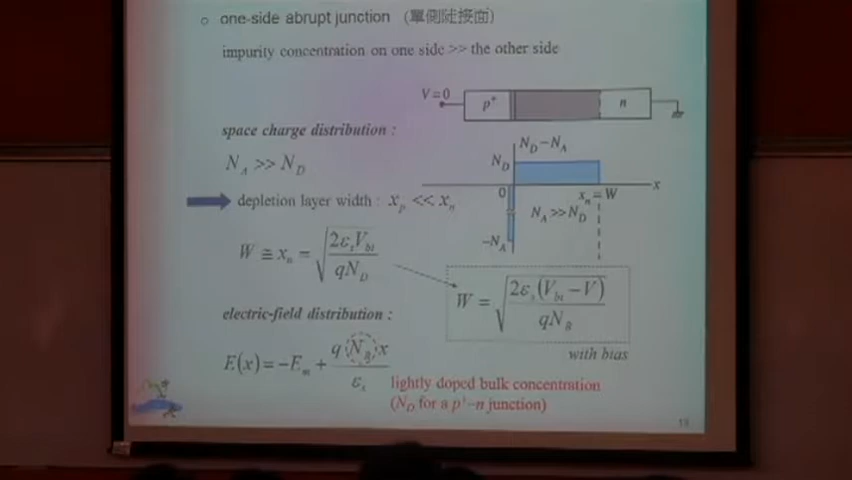 one-side abrupt junction (單側陡接面)
impurity concentration on one side >> the other side
V=0
p⁺
n
space charge distribution :
N_D − N_A
N_D
N_A >> N_D
0
x_n = W
x
depletion layer width : x_p << x_n
N_A >> N_D
−N_A
W ≅ x_n = √(2ε_s V_bi / qN_D)
W = √(2ε_s (V_bi − V) / qN_B)
with bias
electric-field distribution :
E(x) = −E_m + qN_B x / ε_s
lightly doped bulk concentration
(N_D for a p⁺−n junction)